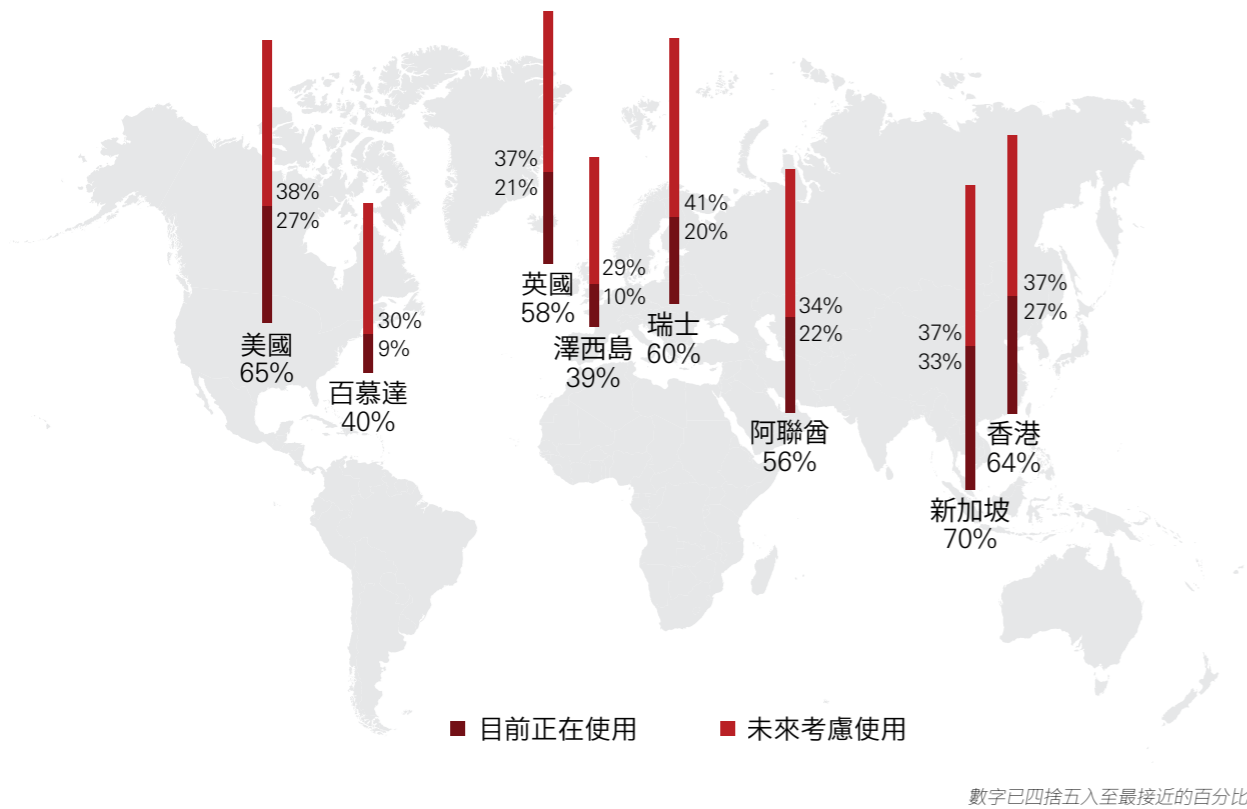 38%
27%
美國
65%
30%
9%
百慕達
40%
37%
21%
英國
58%
29%
10%
澤西島
39%
41%
20%
瑞士
60%
34%
22%
阿聯酋
56%
37%
33%
新加坡
70%
37%
27%
香港
64%
目前正在使用
未來考慮使用
數字已四捨五入至最接近的百分比